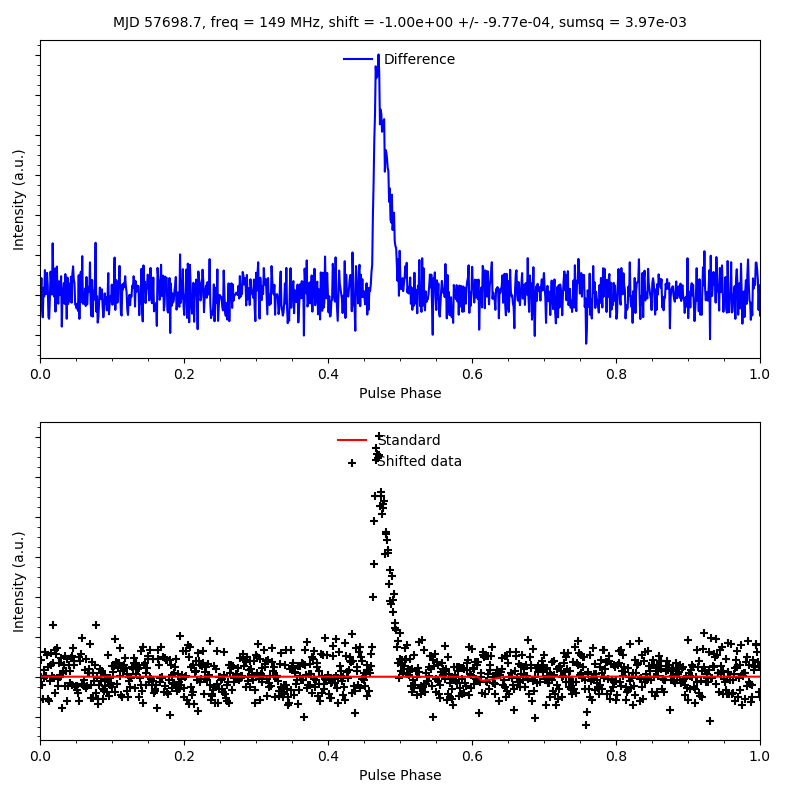 MJD 57698.7, freq = 149 MHz, shift = -1.00e+00 +/- -9.77e-04, sumsq = 3.97e-03
Difference
Intensity (a.u.)
0.0 0.2 0.4 0.6 0.8 1.0
Pulse Phase
Standard
Shifted data
Intensity (a.u.)
0.0 0.2 0.4 0.6 0.8 1.0
Pulse Phase